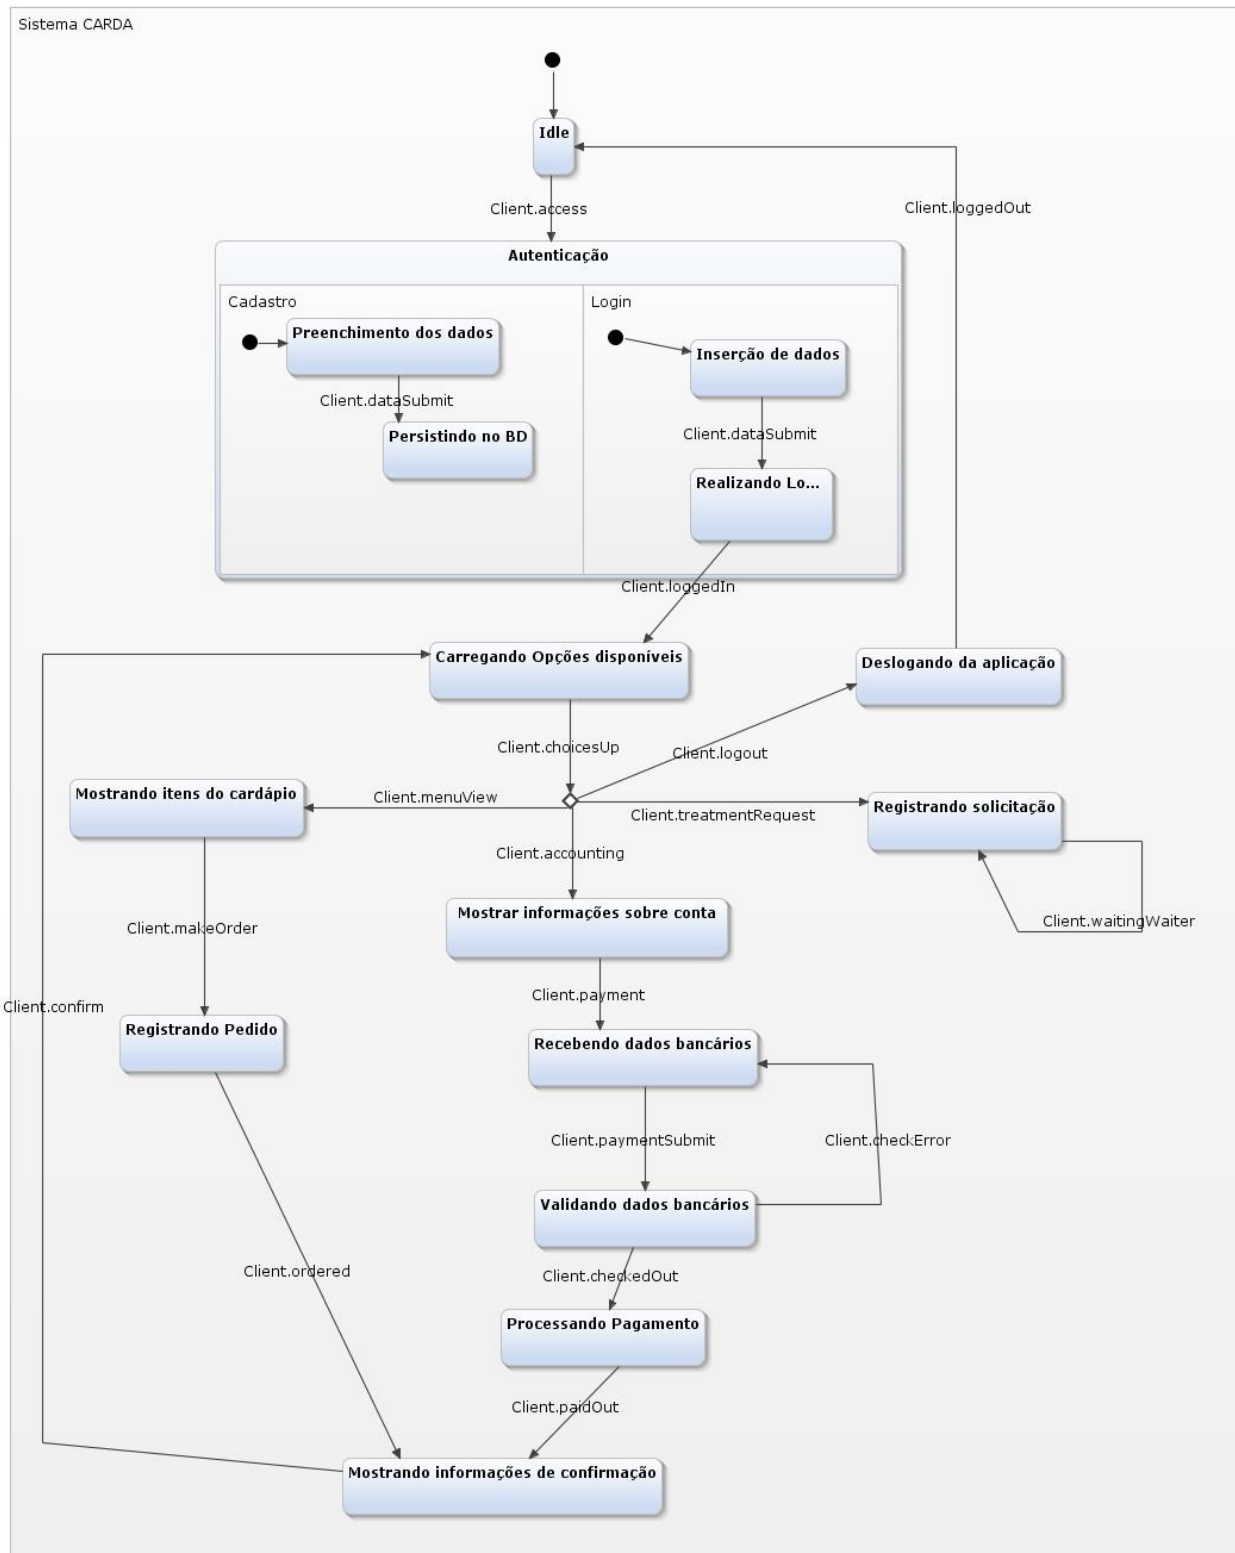 Sistema CARDA
Idle
Client.access
Client.loggedOut
Autenticação
Cadastro
Login
Preenchimento dos dados
Inserção de dados
Client.dataSubmit
Client.dataSubmit
Persistindo no BD
Realizando Lo...
Client.loggedIn
Carregando Opções disponíveis
Deslogando da aplicação
Client.choicesUp
Client.logout
Mostrando itens do cardápio
Client.menuView
Registrando solicitação
Client.treatmentRequest
Client.accounting
Mostrar informações sobre conta
Client.makeOrder
Client.waitingWaiter
Client.payment
Client.confirm
Registrando Pedido
Recebendo dados bancários
Client.paymentSubmit
Client.checkError
Validando dados bancários
Client.ordered
Client.checkedOut
Processando Pagamento
Client.paidOut
Mostrando informações de confirmação